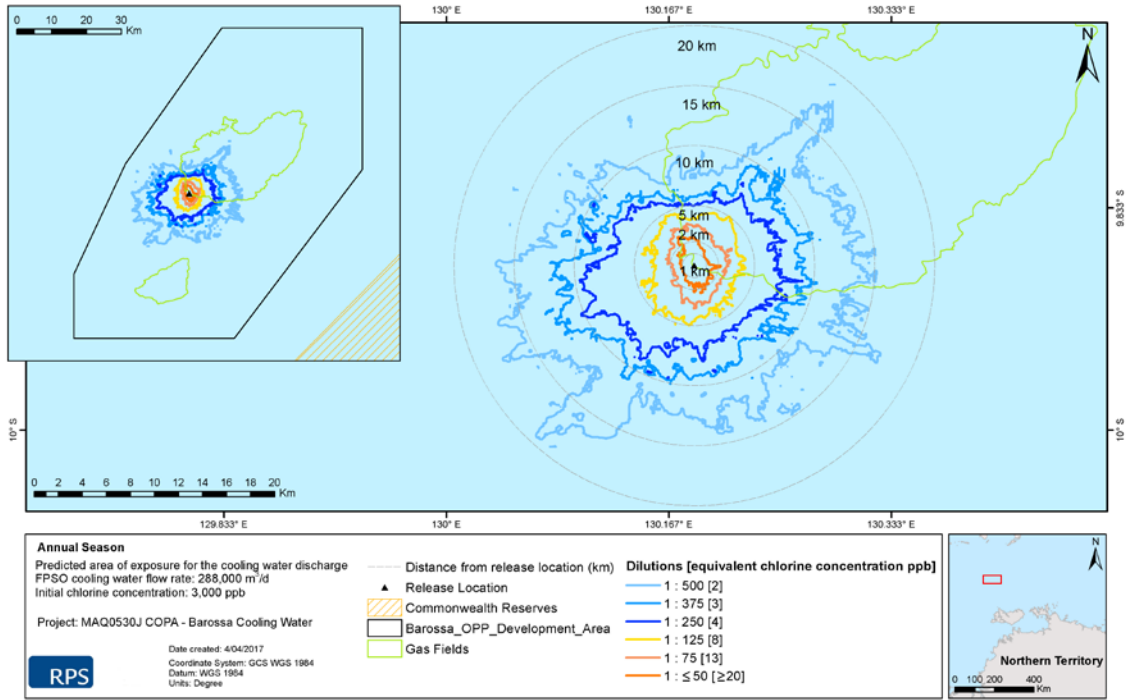 130° E
130.167° E
130.333° E
0 10 20 30
Km
N
20 km
15 km
10 km
5 km
2 km
1 km
9.833° S
10° S
10° S
0 2 4 6 8 10 12 14 16 18 20
Km
129.833° E
130° E
130.167° E
130.333° E
Annual Season
Predicted area of exposure for the cooling water discharge
FPSO cooling water flow rate: 288,000 m³/d
Initial chlorine concentration: 3,000 ppb
Project: MAQ0530J COPA - Barossa Cooling Water
Date created: 4/04/2017
Coordinate System: GCS WGS 1984
Datum: WGS 1984
Units: Degree
RPS
Distance from release location (km)
Release Location
Commonwealth Reserves
Barossa_OPP_Development_Area
Gas Fields
Dilutions [equivalent chlorine concentration ppb]
1 : 500 [2]
1 : 375 [3]
1 : 250 [4]
1 : 125 [8]
1 : 75 [13]
1 : ≤ 50 [≥20]
N
Northern Territory
0 100 200 400
Km